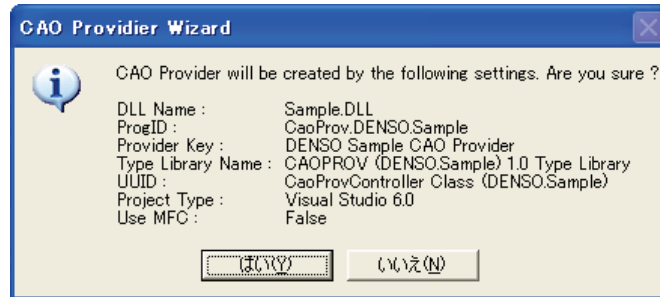 CAO Providier Wizard
CAO Provider will be created by the following settings. Are you sure ?
DLL Name : Sample.DLL
ProgID : CaoProv.DENSO.Sample
Provider Key : DENSO Sample CAO Provider
Type Library Name : CAOPROV (DENSO.Sample) 1.0 Type Library
UUID : CaoProvController Class (DENSO.Sample)
Project Type : Visual Studio 6.0
Use MFC : False
はい(Y) いいえ(N)